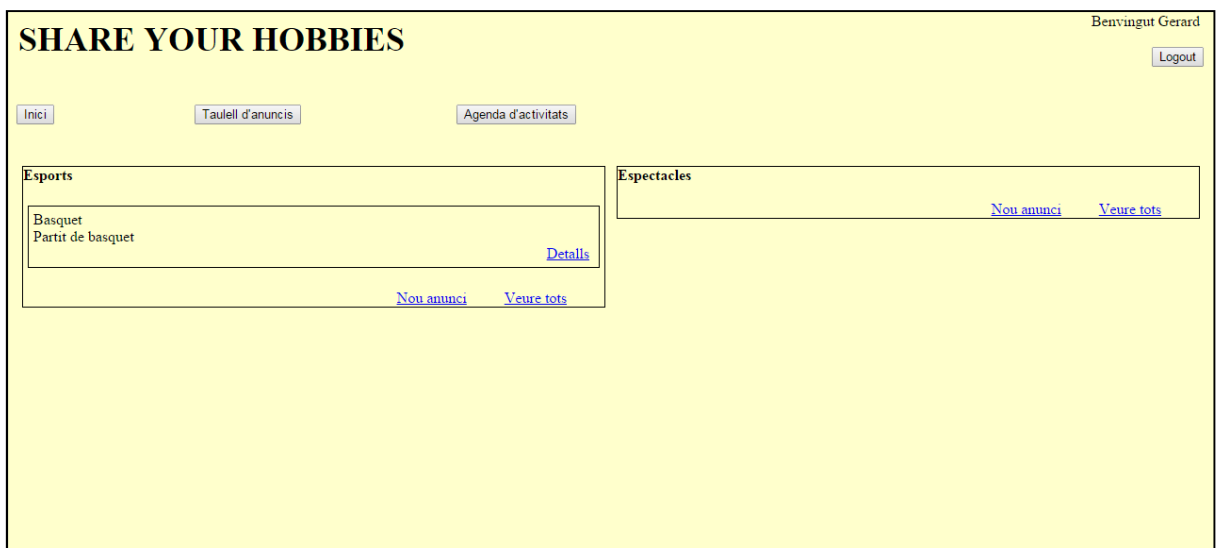 SHARE YOUR HOBBIES
Benvingut Gerard
Logout
Inici
Taulell d'anuncis
Agenda d'activitats
Esports
Basquet
Partit de basquet
Detalls
Nou anunci
Veure tots
Espectacles
Nou anunci
Veure tots